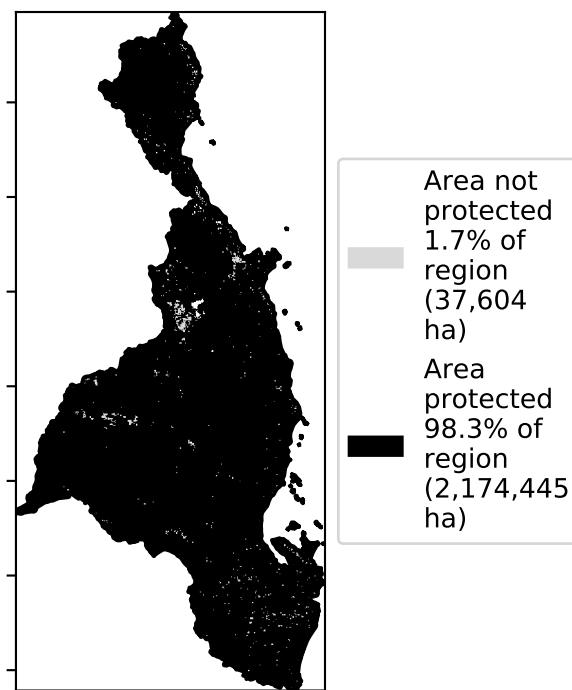 Area not
protected
1.7% of
region
(37,604
ha)
Area
protected
98.3% of
region
(2,174,445
ha)